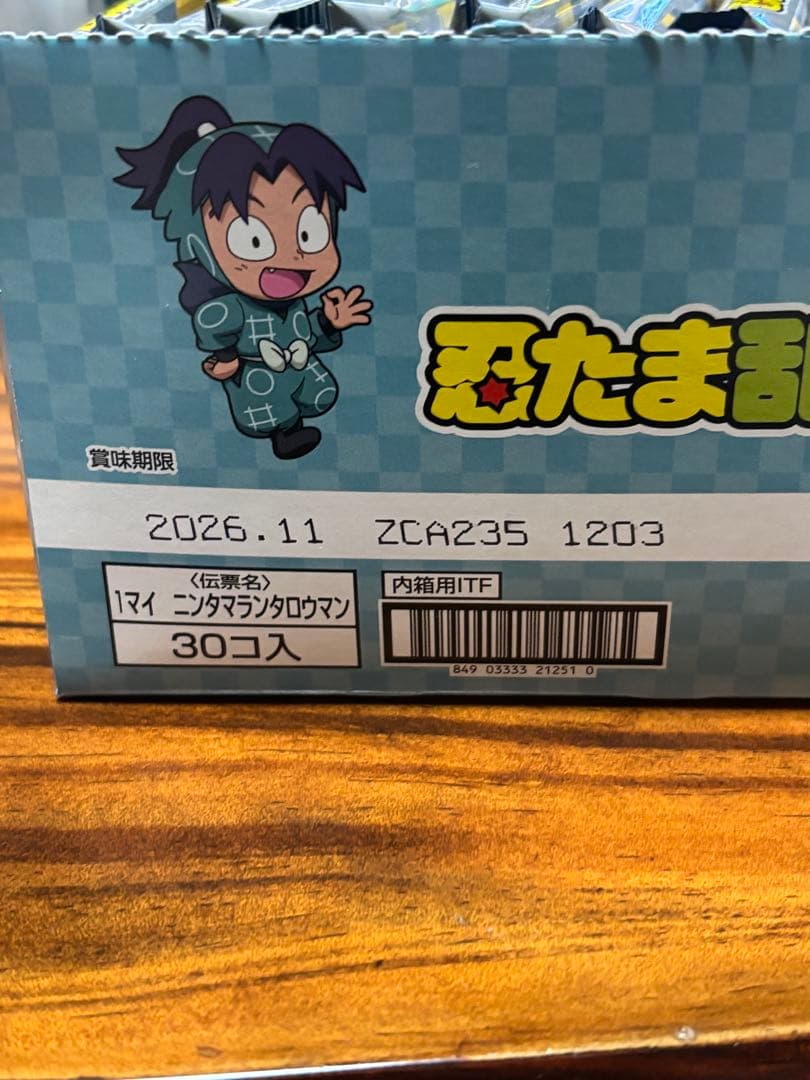 忍たま乱
賞味期限
2026.11 ZCA235 1203
〈伝票名〉
1マイ ニンタマランタロウマン
30コ入
内箱用ITF
849 03333 21251 0